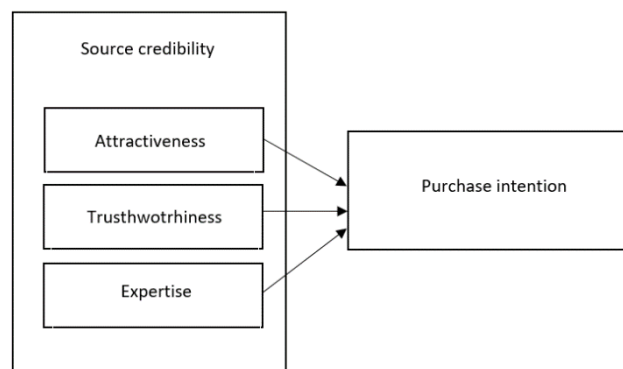 Source credibility
Attractiveness
Trusthwotrhiness
Expertise
Purchase intention